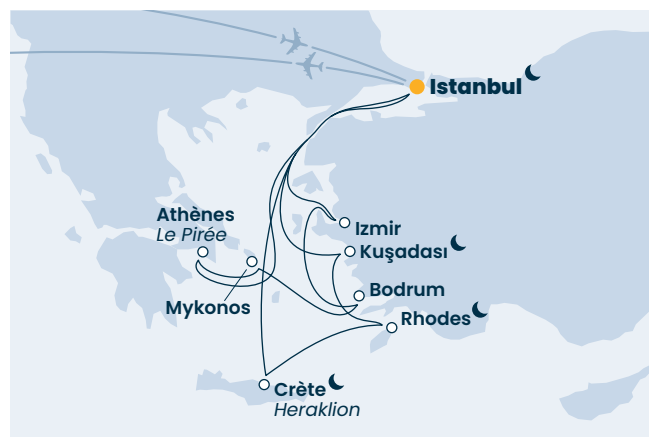 Istanbul
Athènes
Le Pirée
Izmir
Kuşadası
Mykonos
Bodrum
Rhodes
Crète
Heraklion